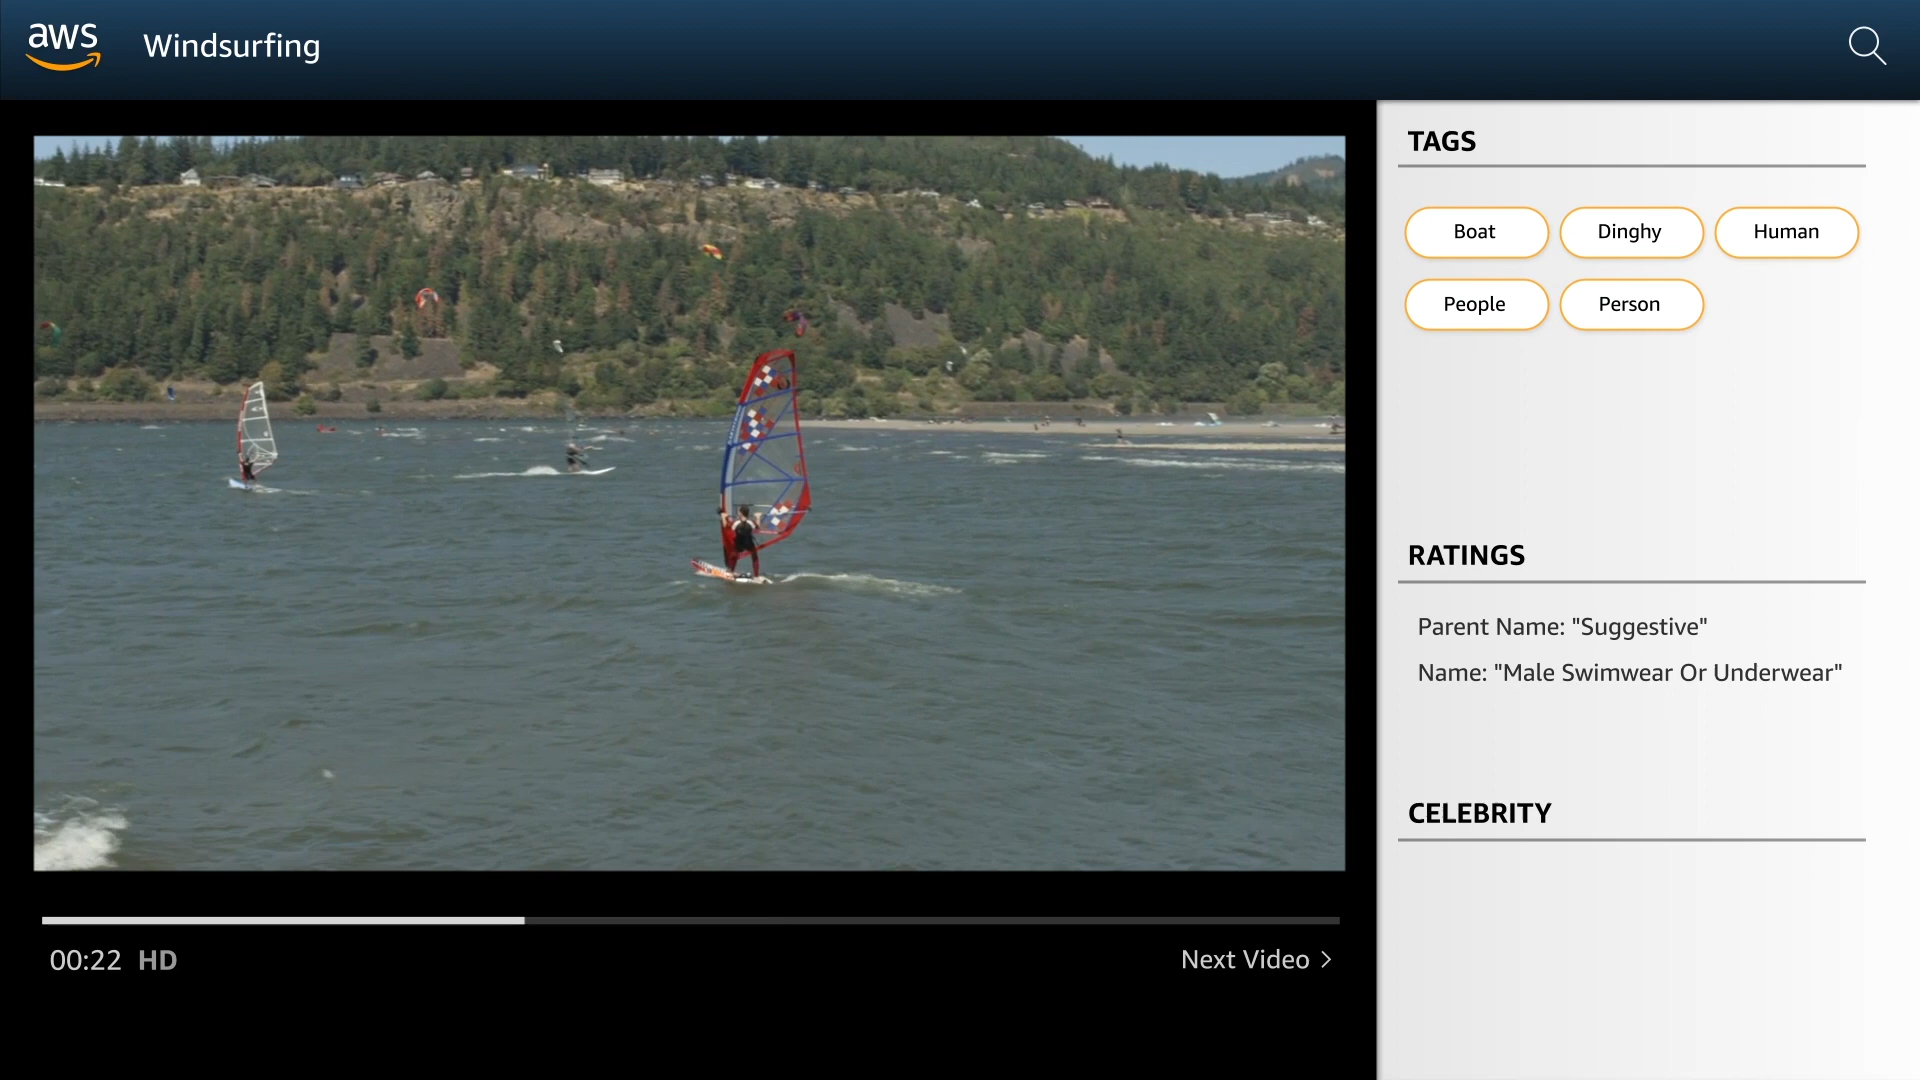 aws
Windsurfing
TAGS
Boat
Dinghy
Human
People
Person
RATINGS
Parent Name: "Suggestive"
Name: "Male Swimwear Or Underwear"
CELEBRITY
00:22 HD
Next Video >